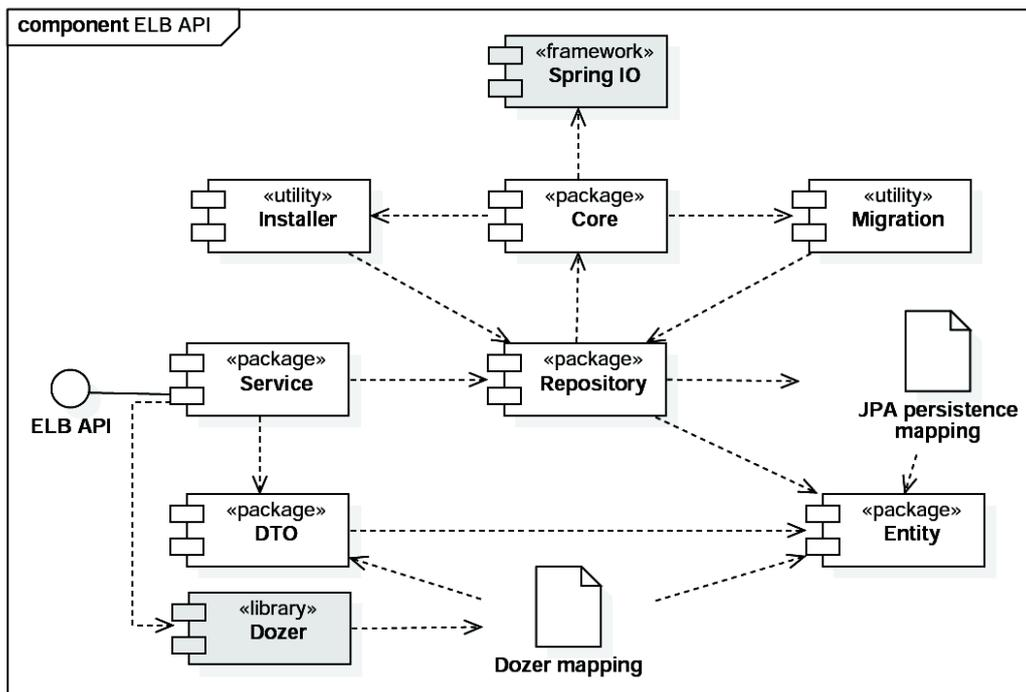 component ELB API
«framework»
Spring IO
«utility»
Installer
«package»
Core
«utility»
Migration
«package»
Service
«package»
Repository
JPA persistence
mapping
ELB API
«package»
DTO
«package»
Entity
«library»
Dozer
Dozer mapping